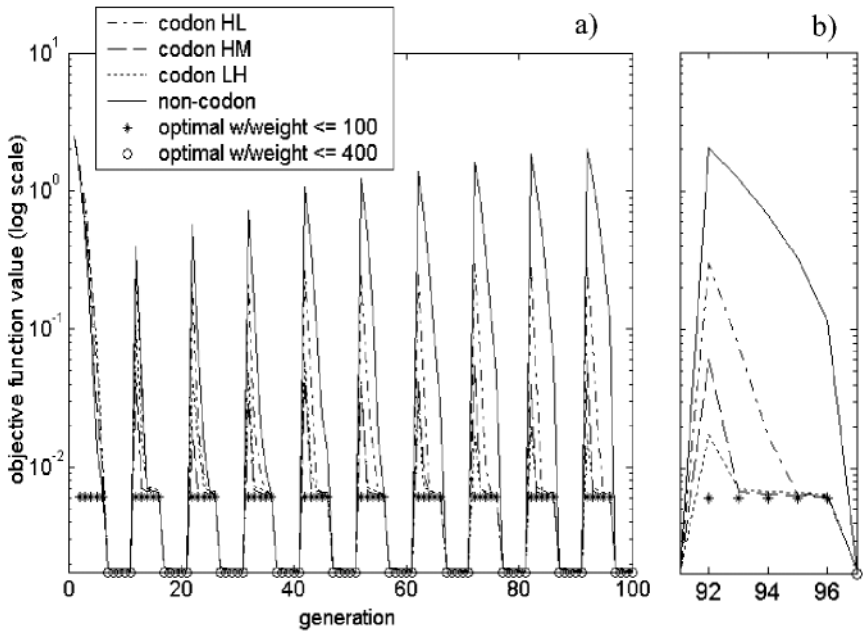 a)
b)
codon HL
codon HM
codon LH
non-codon
optimal w/weight <= 100
optimal w/weight <= 400
objective function value (log scale)
10^1
10^0
10^-1
10^-2
0 20 40 60 80 100
92 94 96
generation